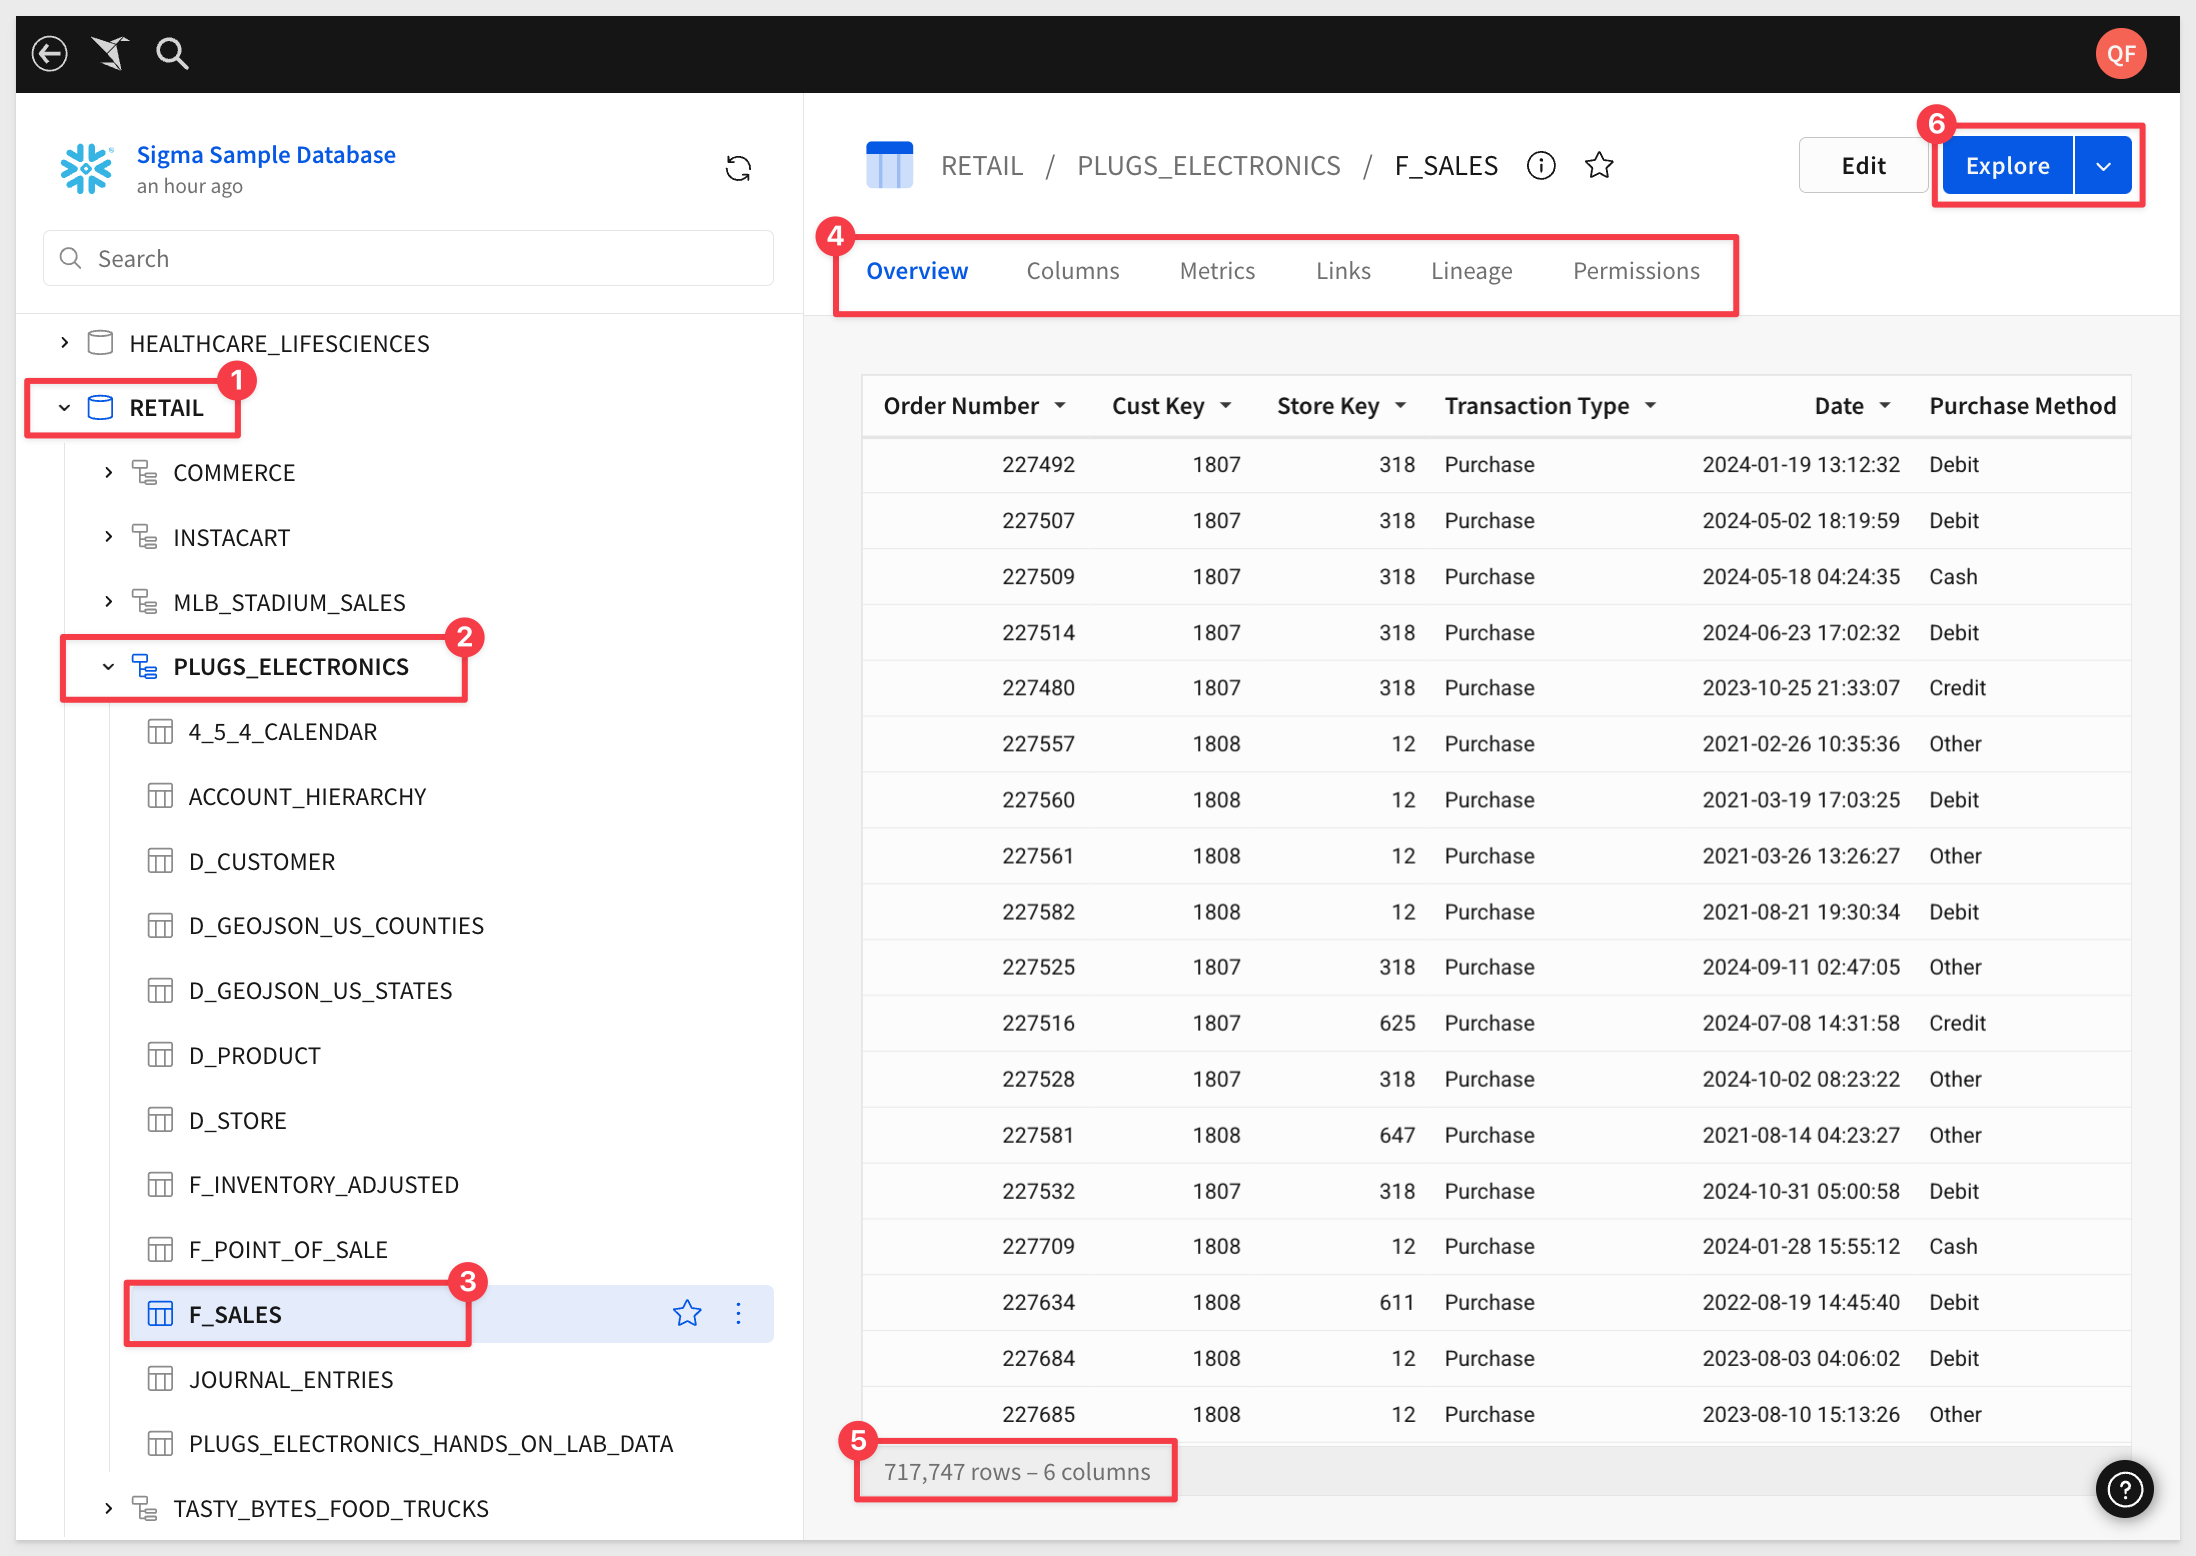 QF
Sigma Sample Database
an hour ago
Search
HEALTHCARE_LIFESCIENCES
1
RETAIL
COMMERCE
INSTACART
MLB_STADIUM_SALES
2
PLUGS_ELECTRONICS
4_5_4_CALENDAR
ACCOUNT_HIERARCHY
D_CUSTOMER
D_GEOJSON_US_COUNTIES
D_GEOJSON_US_STATES
D_PRODUCT
D_STORE
F_INVENTORY_ADJUSTED
F_POINT_OF_SALE
3
F_SALES
JOURNAL_ENTRIES
PLUGS_ELECTRONICS_HANDS_ON_LAB_DATA
TASTY_BYTES_FOOD_TRUCKS
RETAIL / PLUGS_ELECTRONICS / F_SALES
Edit
6
Explore
4
Overview Columns Metrics Links Lineage Permissions
Order Number Cust Key Store Key Transaction Type Date Purchase Method
227492 1807 318 Purchase 2024-01-19 13:12:32 Debit
227507 1807 318 Purchase 2024-05-02 18:19:59 Debit
227509 1807 318 Purchase 2024-05-18 04:24:35 Cash
227514 1807 318 Purchase 2024-06-23 17:02:32 Debit
227480 1807 318 Purchase 2023-10-25 21:33:07 Credit
227557 1808 12 Purchase 2021-02-26 10:35:36 Other
227560 1808 12 Purchase 2021-03-19 17:03:25 Debit
227561 1808 12 Purchase 2021-03-26 13:26:27 Other
227582 1808 12 Purchase 2021-08-21 19:30:34 Debit
227525 1807 318 Purchase 2024-09-11 02:47:05 Other
227516 1807 625 Purchase 2024-07-08 14:31:58 Credit
227528 1807 318 Purchase 2024-10-02 08:23:22 Other
227581 1808 647 Purchase 2021-08-14 04:23:27 Other
227532 1807 318 Purchase 2024-10-31 05:00:58 Debit
227709 1808 12 Purchase 2024-01-28 15:55:12 Cash
227634 1808 611 Purchase 2022-08-19 14:45:40 Debit
227684 1808 12 Purchase 2023-08-03 04:06:02 Debit
227685 1808 12 Purchase 2023-08-10 15:13:26 Other
5
717,747 rows – 6 columns
?